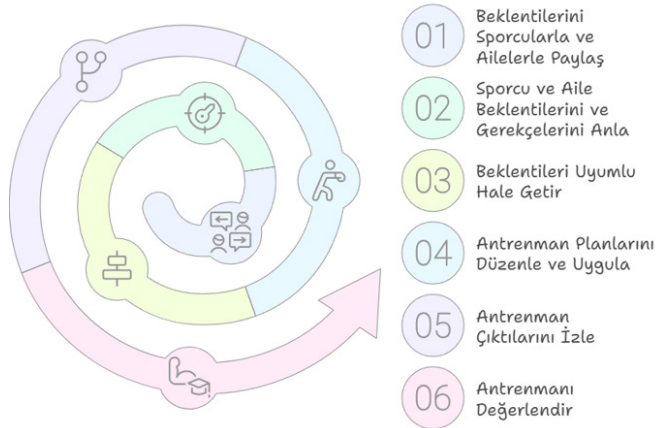 01
Beklentilerini
Sporcularla ve
Ailelerle Paylaş
02
Sporcu ve Aile
Beklentilerini ve
Gerekçelerini Anla
03
Beklentileri Uyumlu
Hale Getir
04
Antrenman Planlarını
Düzenle ve Uygula
05
Antrenman
Çıktılarını İzle
06
Antrenmanı
Değerlendir